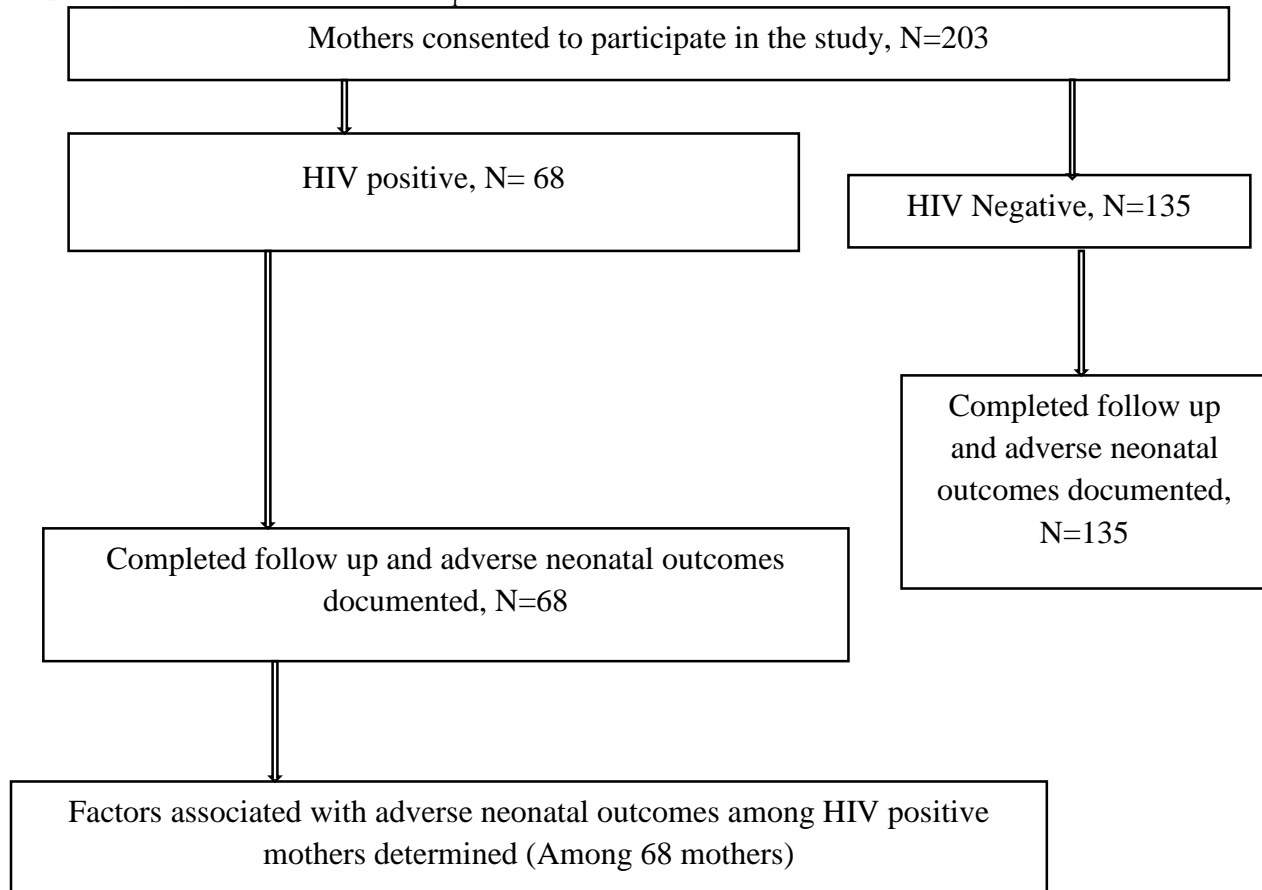 Mothers consented to participate in the study, N=203
HIV positive, N= 68
HIV Negative, N=135
Completed follow up
and adverse neonatal
outcomes documented,
N=135
Completed follow up and adverse neonatal outcomes
documented, N=68
Factors associated with adverse neonatal outcomes among HIV positive
mothers determined (Among 68 mothers)